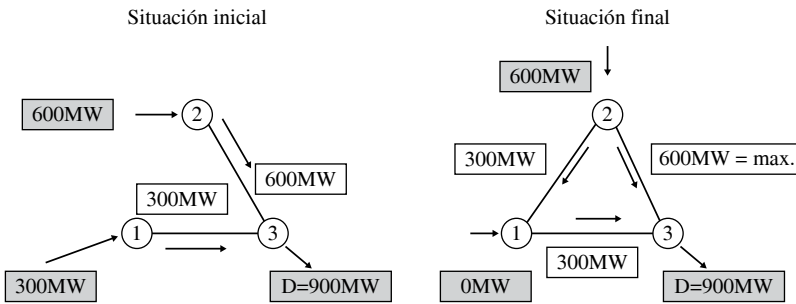 Situación inicial
600MW
2
600MW
300MW
1
3
300MW
D=900MW
Situación final
600MW
2
300MW
600MW = max.
1
3
300MW
0MW
D=900MW